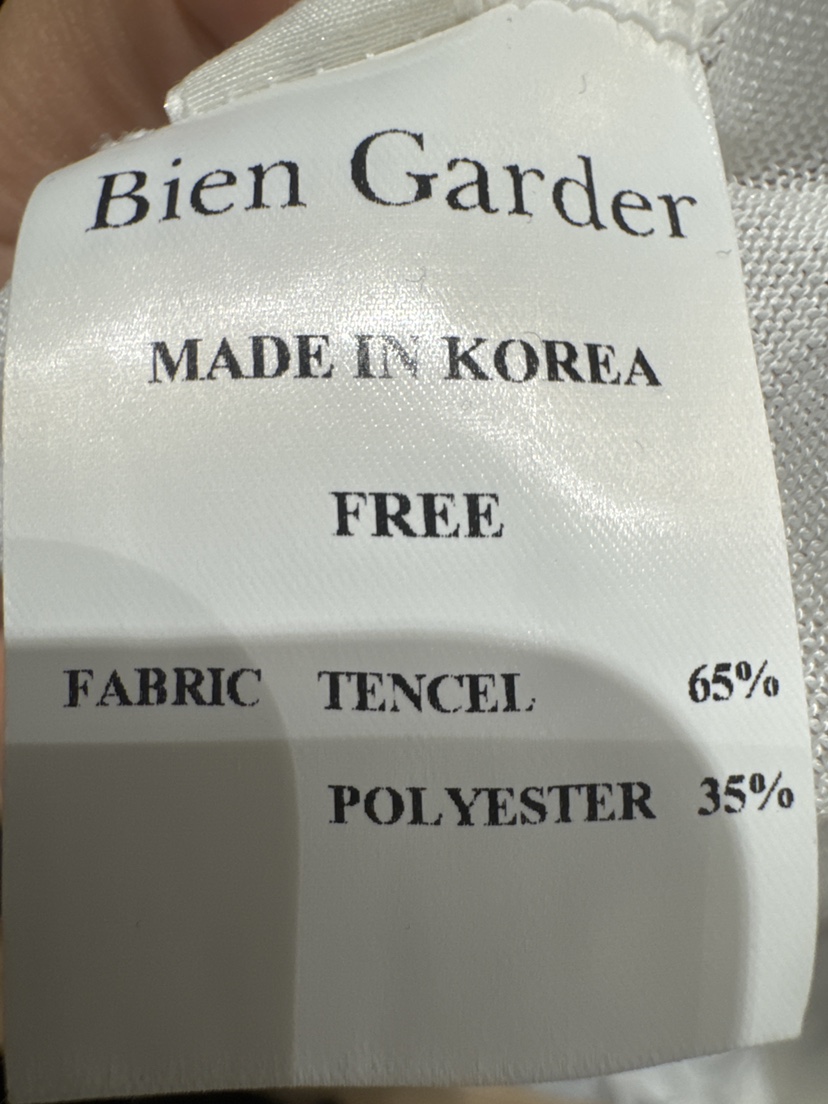 Bien Garder
MADE IN KOREA
FREE
FABRIC TENCEL 65%
POLYESTER 35%